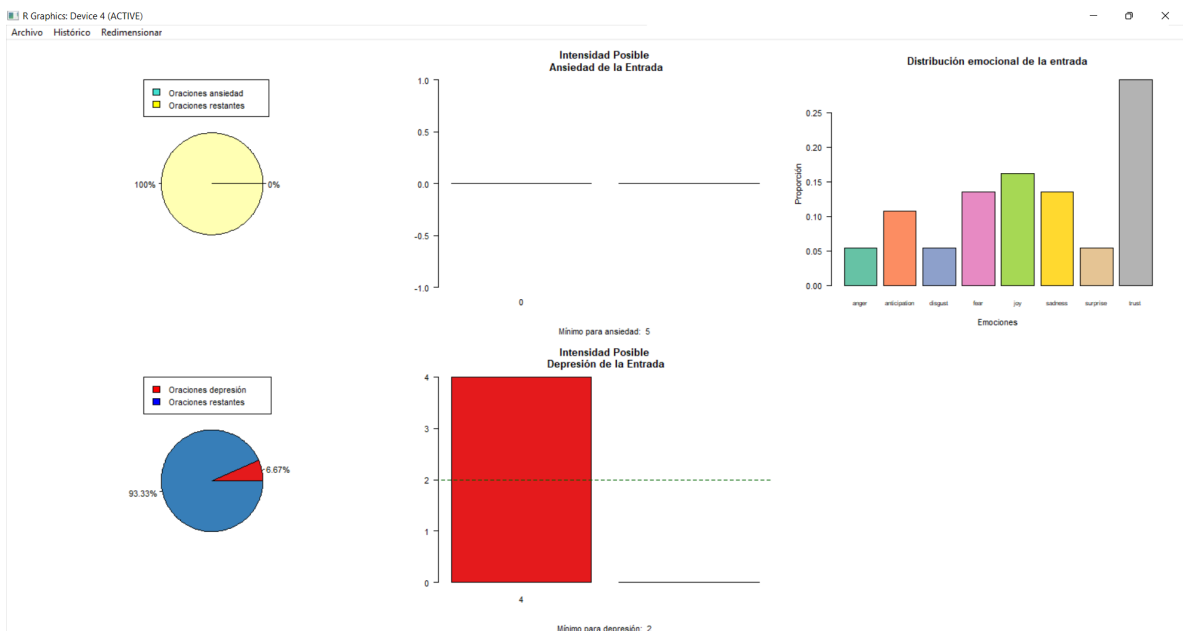 R Graphics: Device 4 (ACTIVE)
Archivo Histórico Redimensionar
Oraciones ansiedad
Oraciones restantes
100%
0%
Intensidad Posible
Ansiedad de la Entrada
1.0
0.5
0.0
-0.5
-1.0
0
Mínimo para ansiedad: 5
Distribución emocional de la entrada
Proporción
0.25
0.20
0.15
0.10
0.05
0.00
anger anticipation disgust fear joy sadness surprise trust
Emociones
Oraciones depresión
Oraciones restantes
6.67%
93.33%
Intensidad Posible
Depresión de la Entrada
4
3
2
1
0
4
Mínimo para depresión: 2